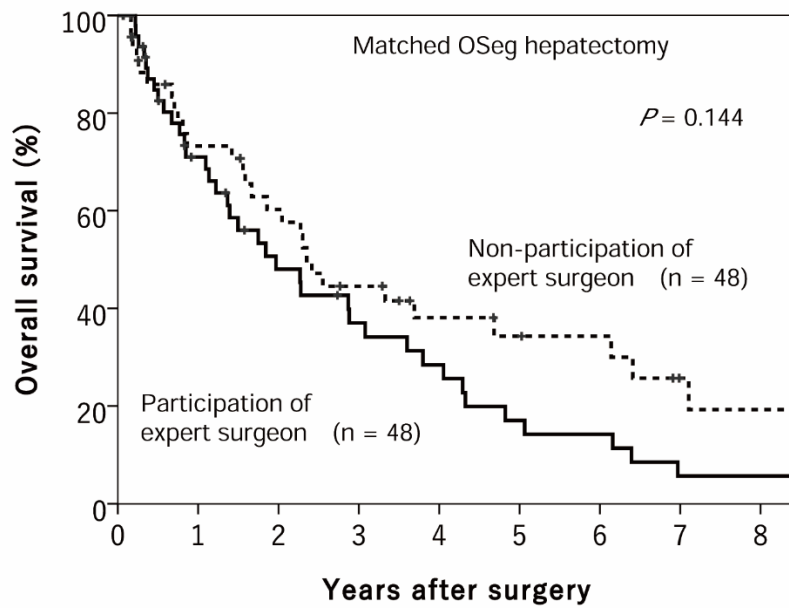 Matched OSeg hepatectomy
P = 0.144
Non-participation of
expert surgeon (n = 48)
Participation of
expert surgeon (n = 48)
Overall survival (%)
100
80
60
40
20
0
0 1 2 3 4 5 6 7 8
Years after surgery